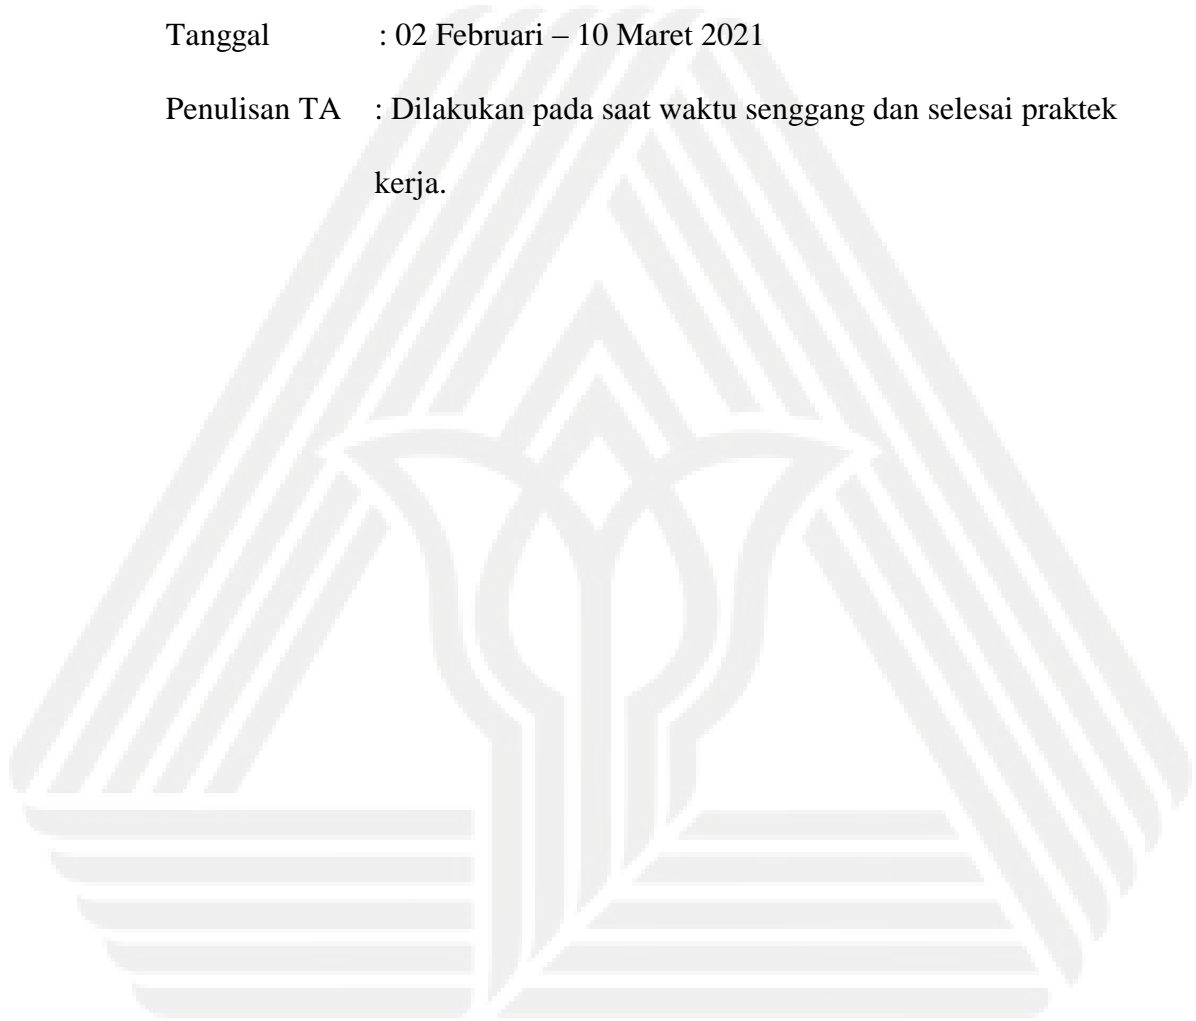 Tanggal : 02 Februari – 10 Maret 2021
Penulisan TA : Dilakukan pada saat waktu senggang dan selesai praktek
kerja.